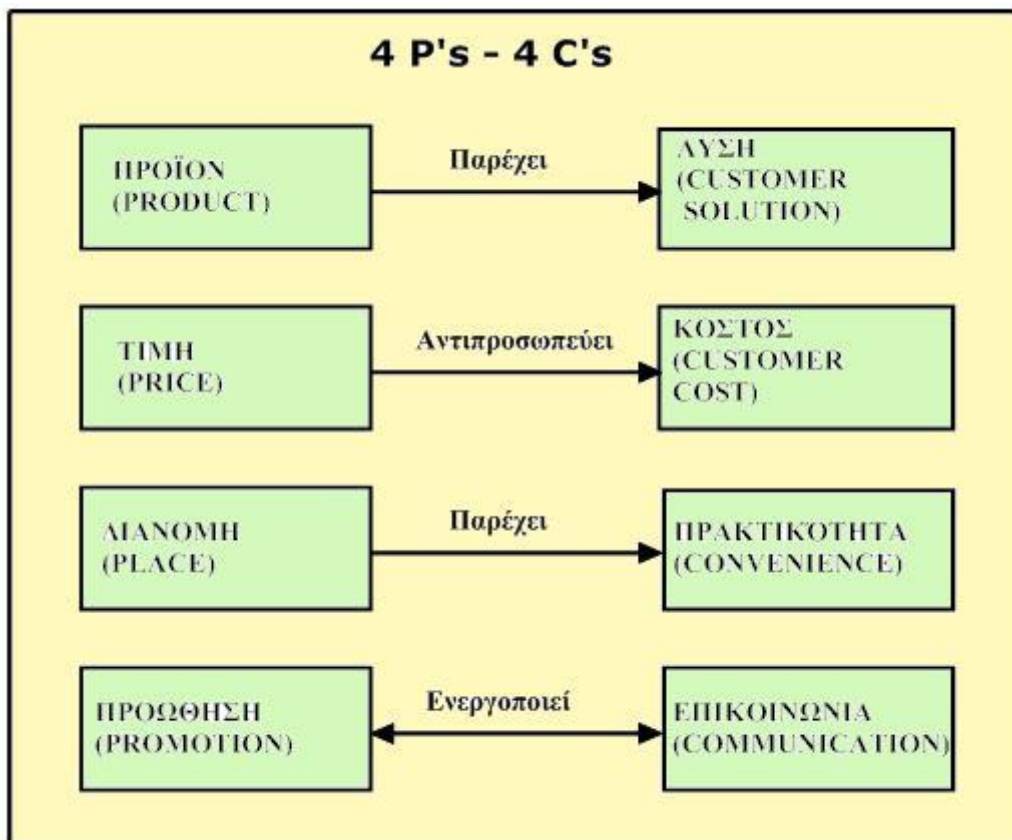 4 P's - 4 C's
ΠΡΟΪΟΝ
(PRODUCT)
Παρέχει
ΛΥΣΗ
(CUSTOMER
SOLUTION)
ΤΙΜΗ
(PRICE)
Αντιπροσωπεύει
ΚΟΣΤΟΣ
(CUSTOMER
COST)
ΔΙΑΝΟΜΗ
(PLACE)
Παρέχει
ΠΡΑΚΤΙΚΌΤΗΤΑ
(CONVENIENCE)
ΠΡΟΩΘΗΣΗ
(PROMOTION)
Ενεργοποιεί
ΕΠΙΚΟΙΝΩΝΙΑ
(COMMUNICATION)